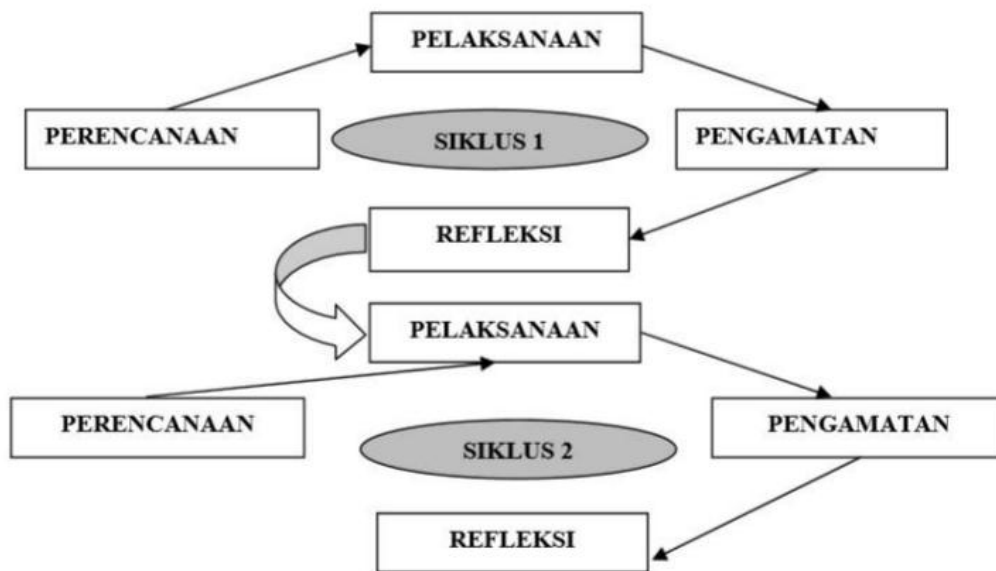 PELAKSANAAN
PERENCANAAN
SIKLUS 1
PENGAMATAN
REFLEKSI
PELAKSANAAN
PERENCANAAN
SIKLUS 2
PENGAMATAN
REFLEKSI